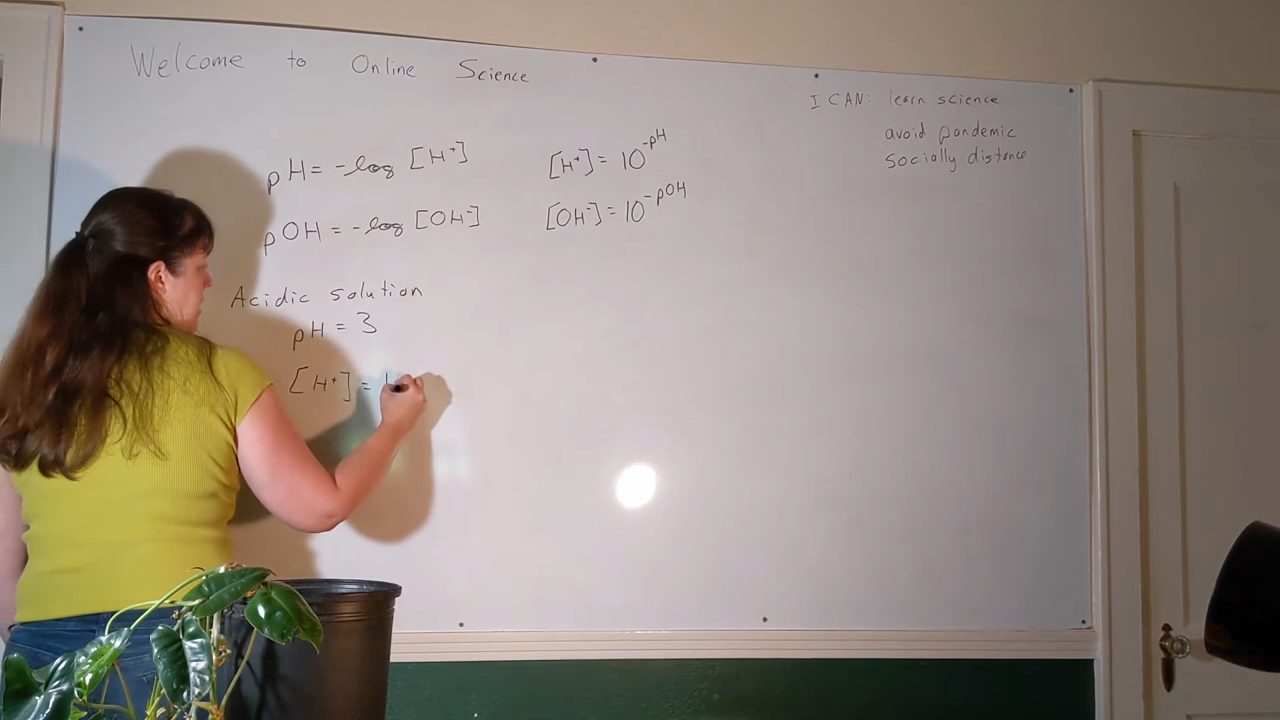 Welcome to Online Science
I CAN: learn science
avoid pandemic
socially distance
pH = -log [H⁺]
[H⁺] = 10^-pH
pOH = -log [OH⁻]
[OH⁻] = 10^-pOH
Acidic solution
pH = 3
[H⁺] = 1